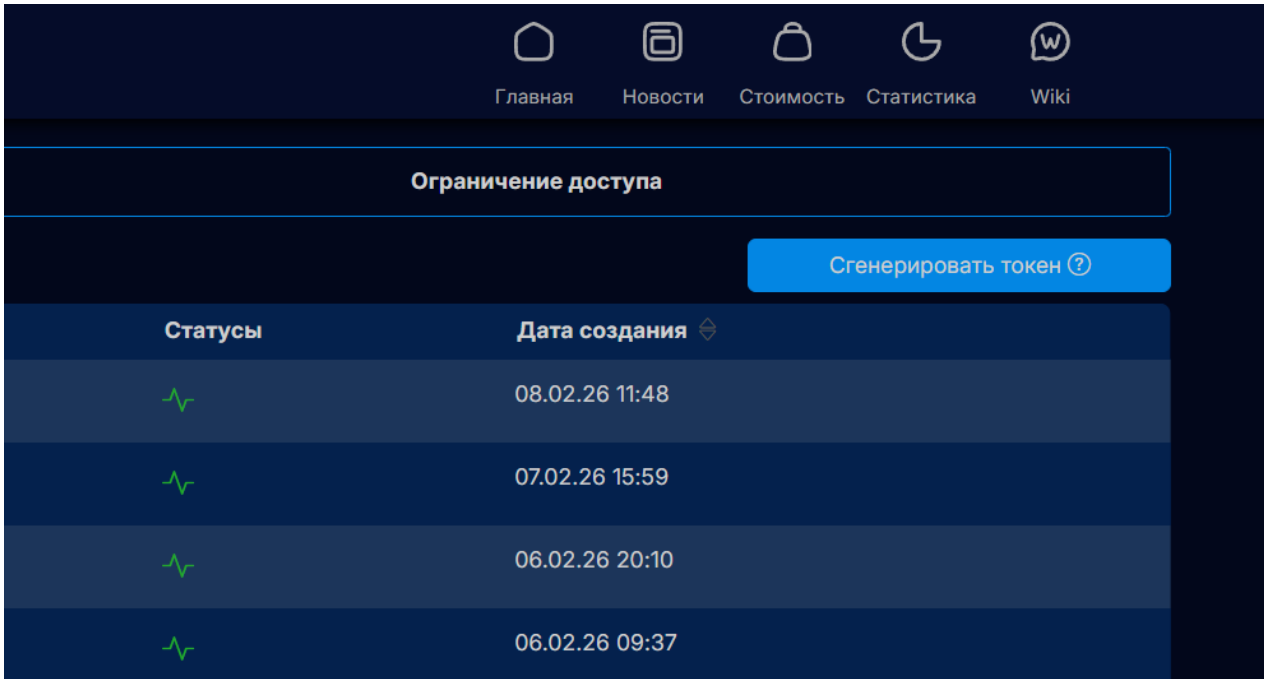 Главная Новости Стоимость Статистика Wiki
Ограничение доступа
Сгенерировать токен
Статусы Дата создания
08.02.26 11:48
07.02.26 15:59
06.02.26 20:10
06.02.26 09:37